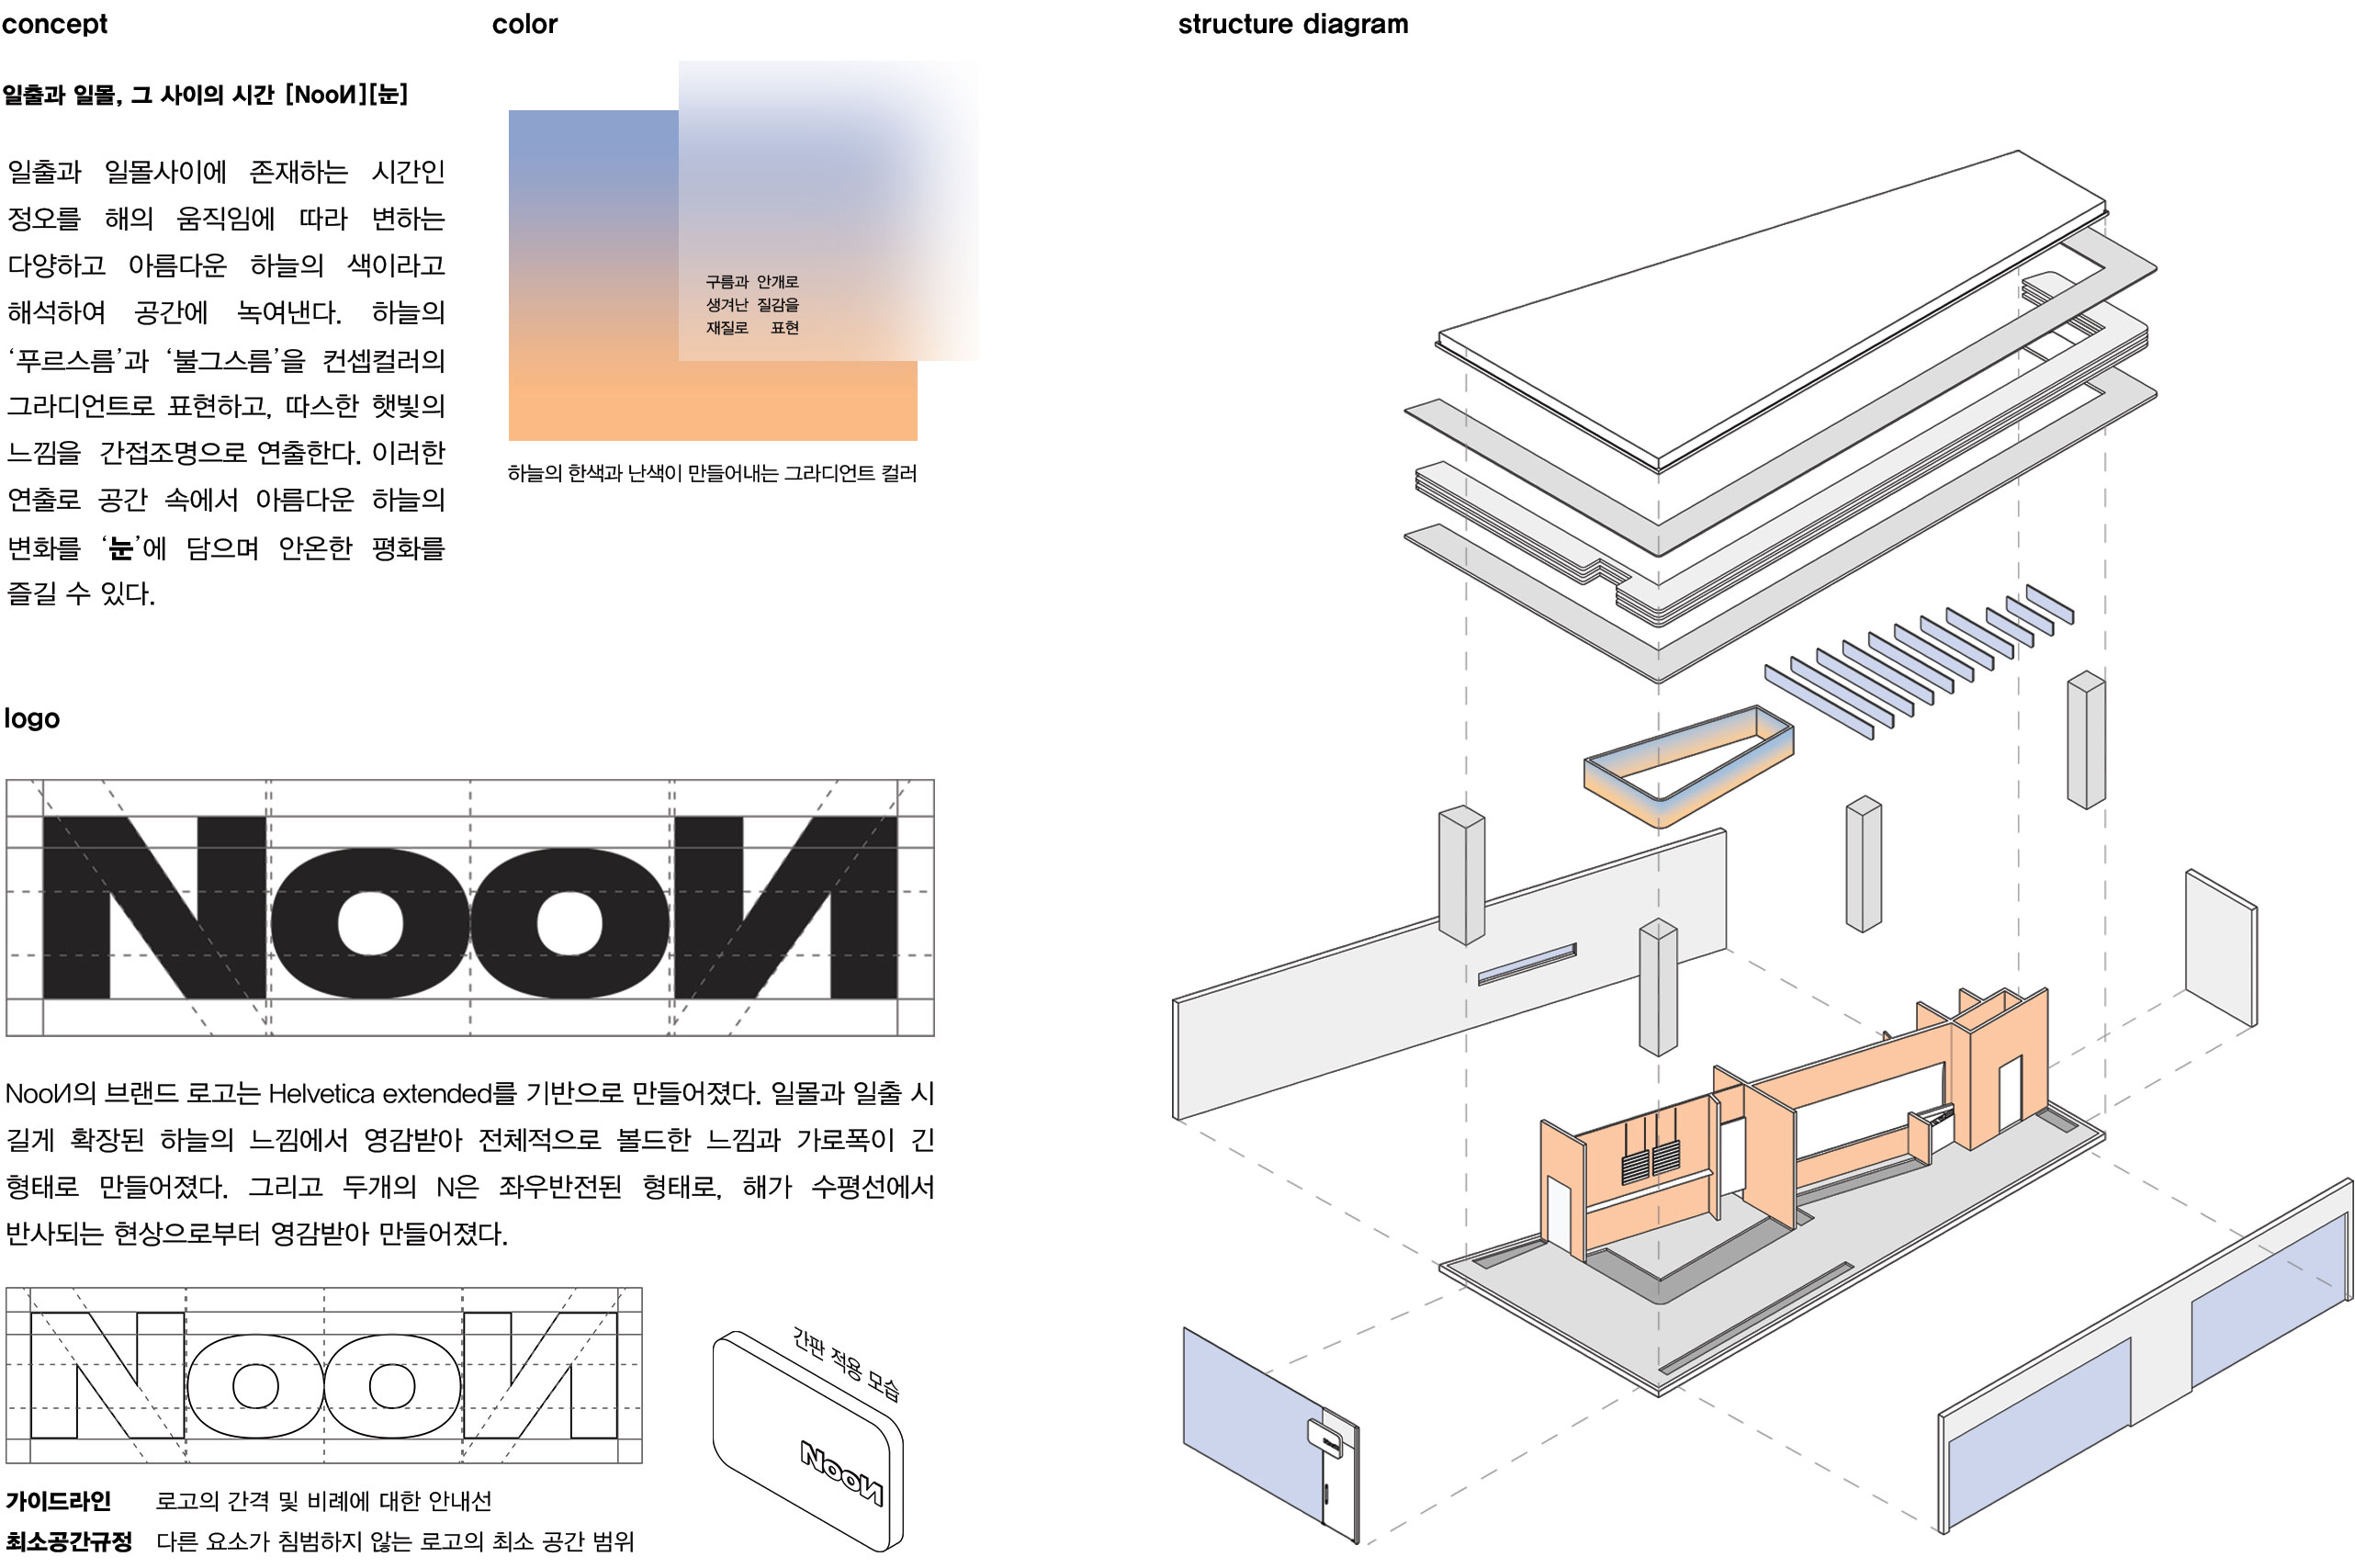 concept
일출과 일몰, 그 사이의 시간 [NooИ][눈]
일출과 일몰사이에 존재하는 시간인
정오를 해의 움직임에 따라 변하는
다양하고 아름다운 하늘의 색이라고
해석하여 공간에 녹여낸다. 하늘의
‘푸르스름’과 ‘불그스름’을 컨셉컬러의
그라디언트로 표현하고, 따스한 햇빛의
느낌을 간접조명으로 연출한다. 이러한
연출로 공간 속에서 아름다운 하늘의
변화를 ‘눈’에 담으며 안온한 평화를
즐길 수 있다.
color
구름과 안개로
생겨난 질감을
재질로 표현
하늘의 한색과 난색이 만들어내는 그라디언트 컬러
logo
NooИ
NooИ의 브랜드 로고는 Helvetica extended를 기반으로 만들어졌다. 일몰과 일출 시
길게 확장된 하늘의 느낌에서 영감받아 전체적으로 볼드한 느낌과 가로폭이 긴
형태로 만들어졌다. 그리고 두개의 N은 좌우반전된 형태로, 해가 수평선에서
반사되는 현상으로부터 영감받아 만들어졌다.
NooИ
가이드라인 로고의 간격 및 비례에 대한 안내선
최소공간규정 다른 요소가 침범하지 않는 로고의 최소 공간 범위
간판 적용 모습
NooИ
structure diagram
NooИ